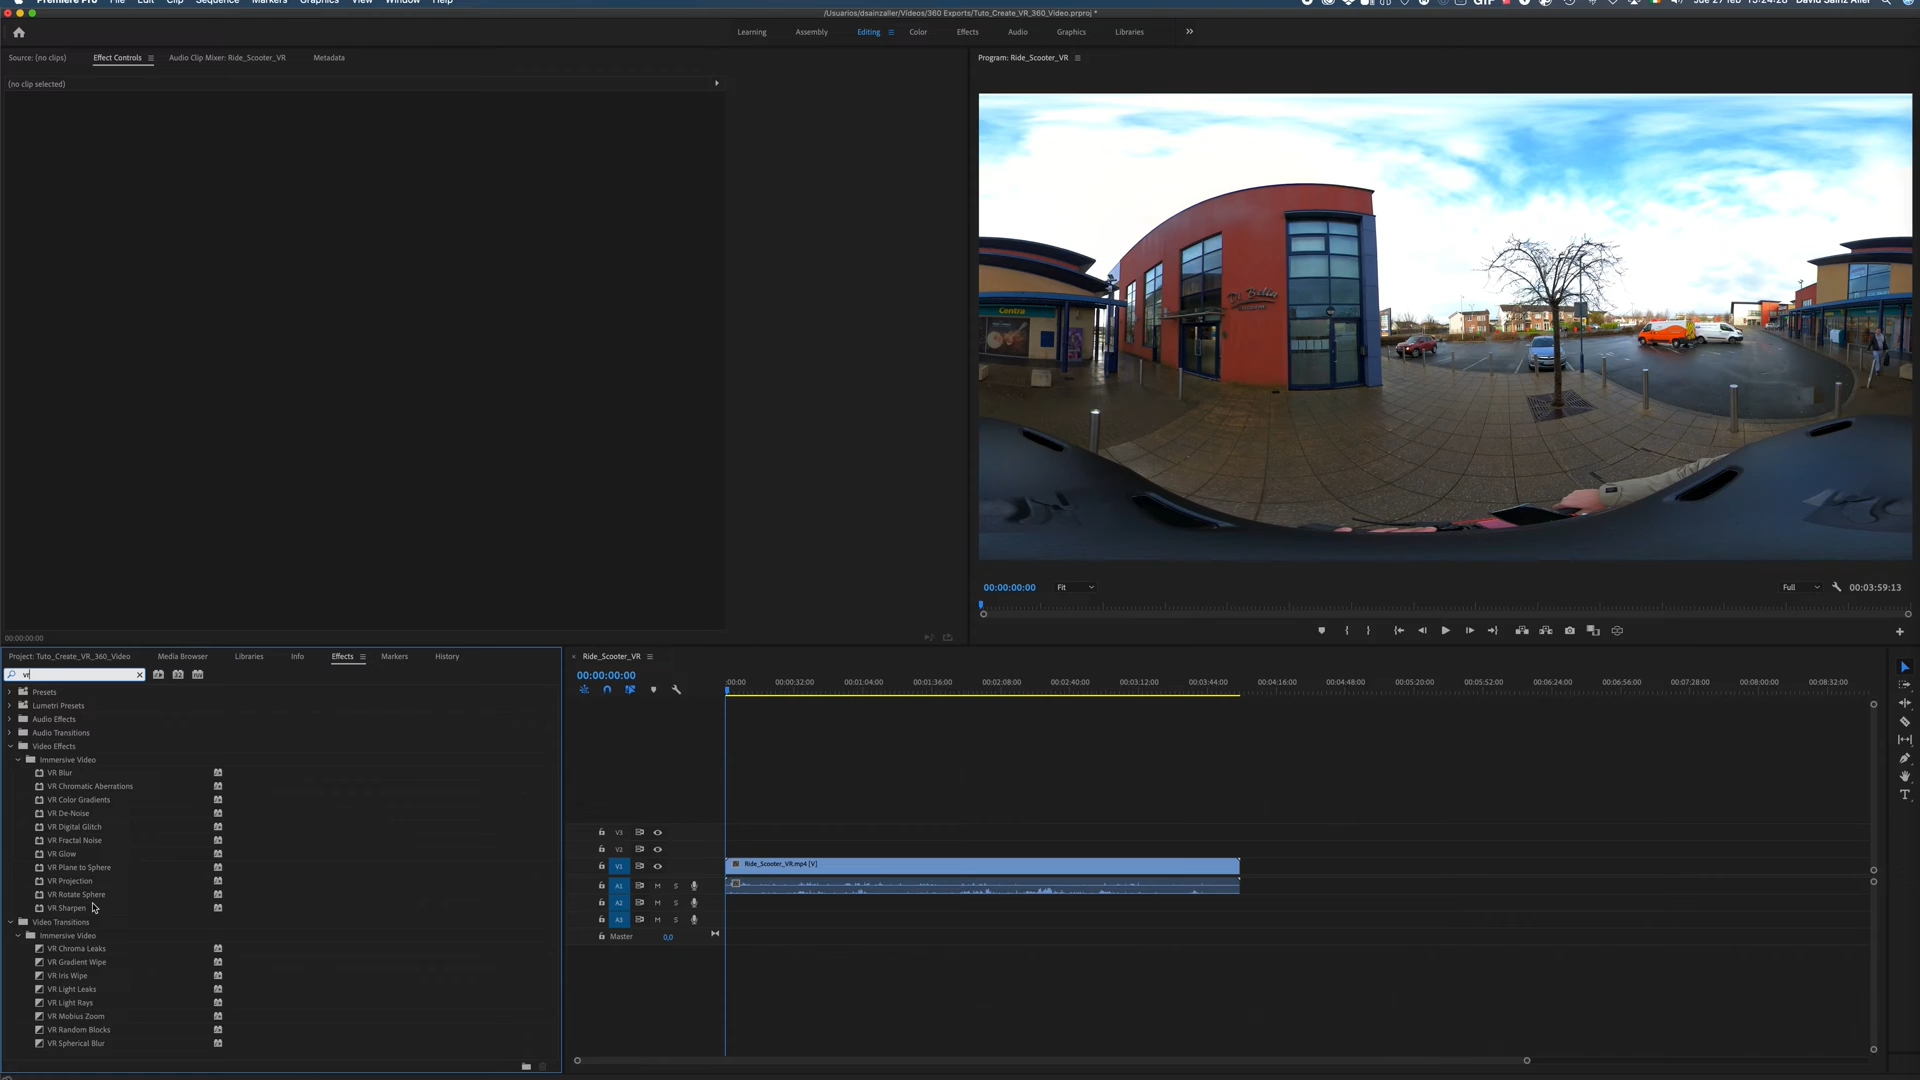 Premiere Pro File Edit Clip Sequence Markers Graphics View Window Help
David Sainz Aller
/Usuarios/dsainzaller/Videos/360 Exports/Tuto_Create_VR_360_Video.prproj *
Learning Assembly Editing Color Effects Audio Graphics Libraries
Source: (no clips) Effect Controls Audio Clip Mixer: Ride_Scooter_VR Metadata
Program: Ride_Scooter_VR
(no clip selected)
Centra
Di Bella
00:00:00:00 Fit Full 00:03:59:13
00:00:00:00
Project: Tuto_Create_VR_360_Video Media Browser Libraries Info Effects Markers History
vr
Presets
Lumetri Presets
Audio Effects
Audio Transitions
Video Effects
Immersive Video
VR Blur
VR Chromatic Aberrations
VR Color Gradients
VR De-Noise
VR Digital Glitch
VR Fractal Noise
VR Glow
VR Plane to Sphere
VR Projection
VR Rotate Sphere
VR Sharpen
Video Transitions
Immersive Video
VR Chroma Leaks
VR Gradient Wipe
VR Iris Wipe
VR Light Leaks
VR Light Rays
VR Mobius Zoom
VR Random Blocks
VR Spherical Blur
× Ride_Scooter_VR
00:00:00:00
:00:00 00:00:32:00 00:01:04:00 00:01:36:00 00:02:08:00 00:02:40:00 00:03:12:00 00:03:44:00 00:04:16:00 00:04:48:00 00:05:20:00 00:05:52:00 00:06:24:00 00:06:56:00 00:07:28:00 00:08:00:00 00:08:32:00
V3
V2
V1 Ride_Scooter_VR.mp4 [V]
A1 M S
A2 M S
A3 M S
Master 0,0